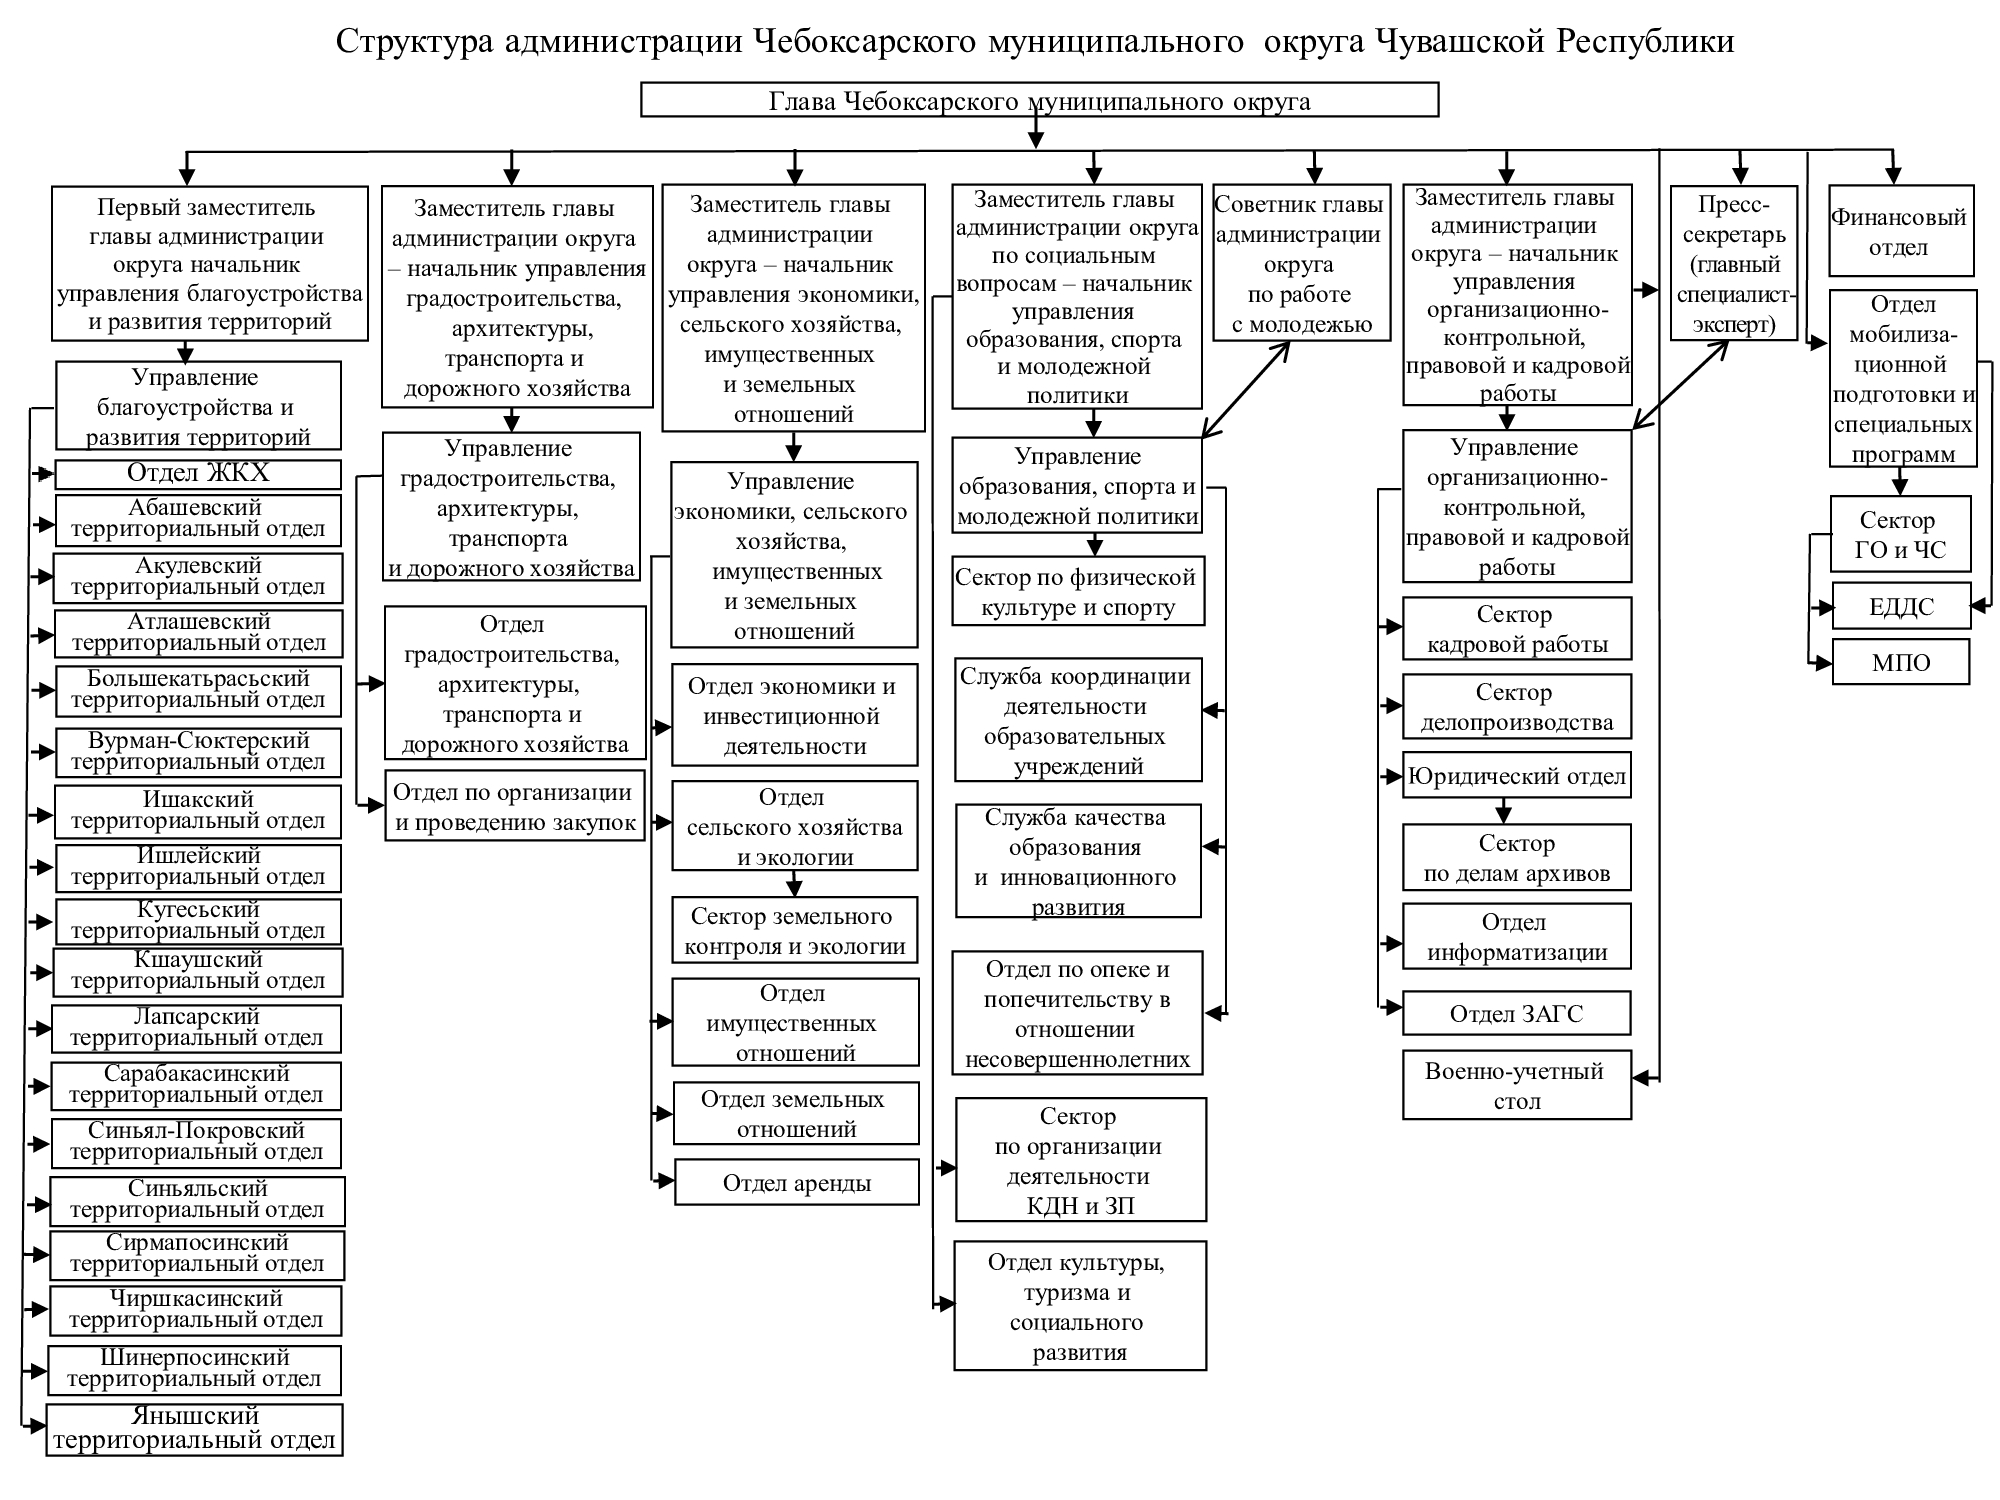 Структура администрации Чебоксарского муниципального округа Чувашской Республики
Глава Чебоксарского муниципального округа
Первый заместитель
главы администрации
округа начальник
управления благоустройства
и развития территорий
Управление
благоустройства и
развития территорий
Отдел ЖКХ
Абашевский
территориальный отдел
Акулевский
территориальный отдел
Атлашевский
территориальный отдел
Большекатьрасьский
территориальный отдел
Вурман-Сюктерский
территориальный отдел
Ишакский
территориальный отдел
Ишлейский
территориальный отдел
Кугесьский
территориальный отдел
Кшаушский
территориальный отдел
Лапсарский
территориальный отдел
Сарабакасинский
территориальный отдел
Синьял-Покровский
территориальный отдел
Синьяльский
территориальный отдел
Сирмапосинский
территориальный отдел
Чиршкасинский
территориальный отдел
Шинерпосинский
территориальный отдел
Янышский
территориальный отдел
Заместитель главы
администрации округа
– начальник управления
градостроительства,
архитектуры,
транспорта и
дорожного хозяйства
Управление
градостроительства,
архитектуры,
транспорта
и дорожного хозяйства
Отдел
градостроительства,
архитектуры,
транспорта и
дорожного хозяйства
Отдел по организации
и проведению закупок
Заместитель главы
администрации
округа – начальник
управления экономики,
сельского хозяйства,
имущественных
и земельных
отношений
Управление
экономики, сельского
хозяйства,
имущественных
и земельных
отношений
Отдел экономики и
инвестиционной
деятельности
Отдел
сельского хозяйства
и экологии
Сектор земельного
контроля и экологии
Отдел
имущественных
отношений
Отдел земельных
отношений
Отдел аренды
Заместитель главы
администрации округа
по социальным
вопросам – начальник
управления
образования, спорта
и молодежной
политики
Управление
образования, спорта и
молодежной политики
Сектор по физической
культуре и спорту
Служба координации
деятельности
образовательных
учреждений
Служба качества
образования
и инновационного
развития
Отдел по опеке и
попечительству в
отношении
несовершеннолетних
Сектор
по организации
деятельности
КДН и ЗП
Отдел культуры,
туризма и
социального
развития
Советник главы
администрации
округа
по работе
с молодежью
Заместитель главы
администрации
округа – начальник
управления
организационно-
контрольной,
правовой и кадровой
работы
Управление
организационно-
контрольной,
правовой и кадровой
работы
Сектор
кадровой работы
Сектор
делопроизводства
Юридический отдел
Сектор
по делам архивов
Отдел
информатизации
Отдел ЗАГС
Военно-учетный
стол
Пресс-
секретарь
(главный
специалист-
эксперт)
Финансовый
отдел
Отдел
мобилиза-
ционной
подготовки и
специальных
программ
Сектор
ГО и ЧС
ЕДДС
МПО